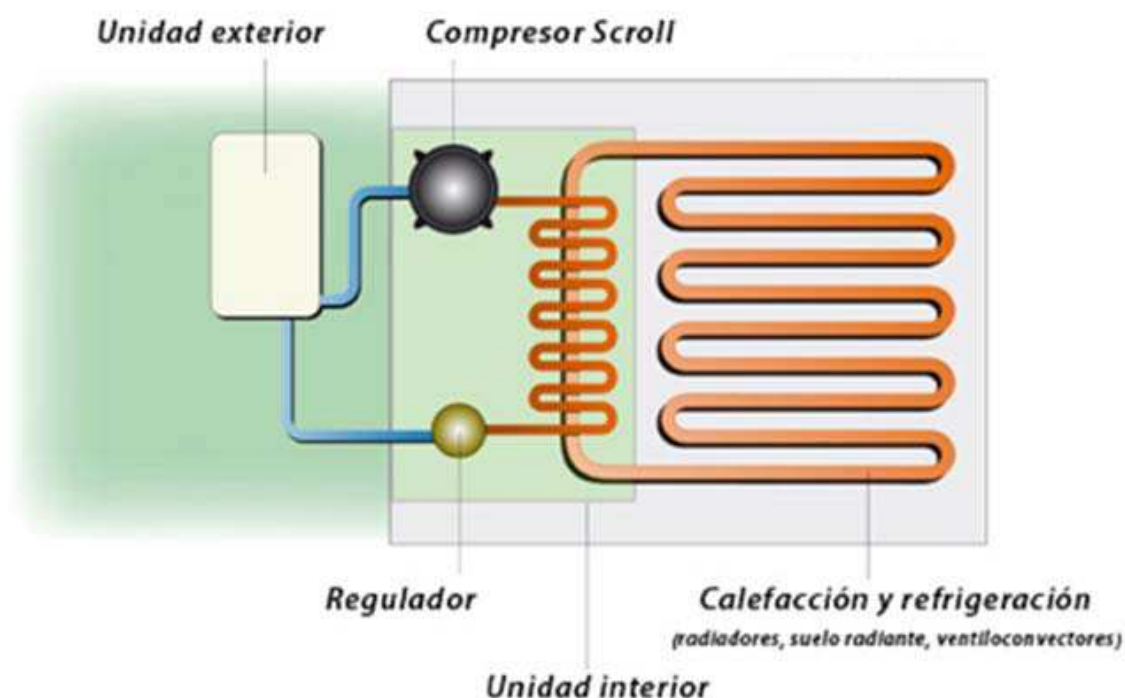 Unidad exterior
Compresor Scroll
Regulador
Calefacción y refrigeración
(radiadores, suelo radiante, ventiloconvectores)
Unidad interior